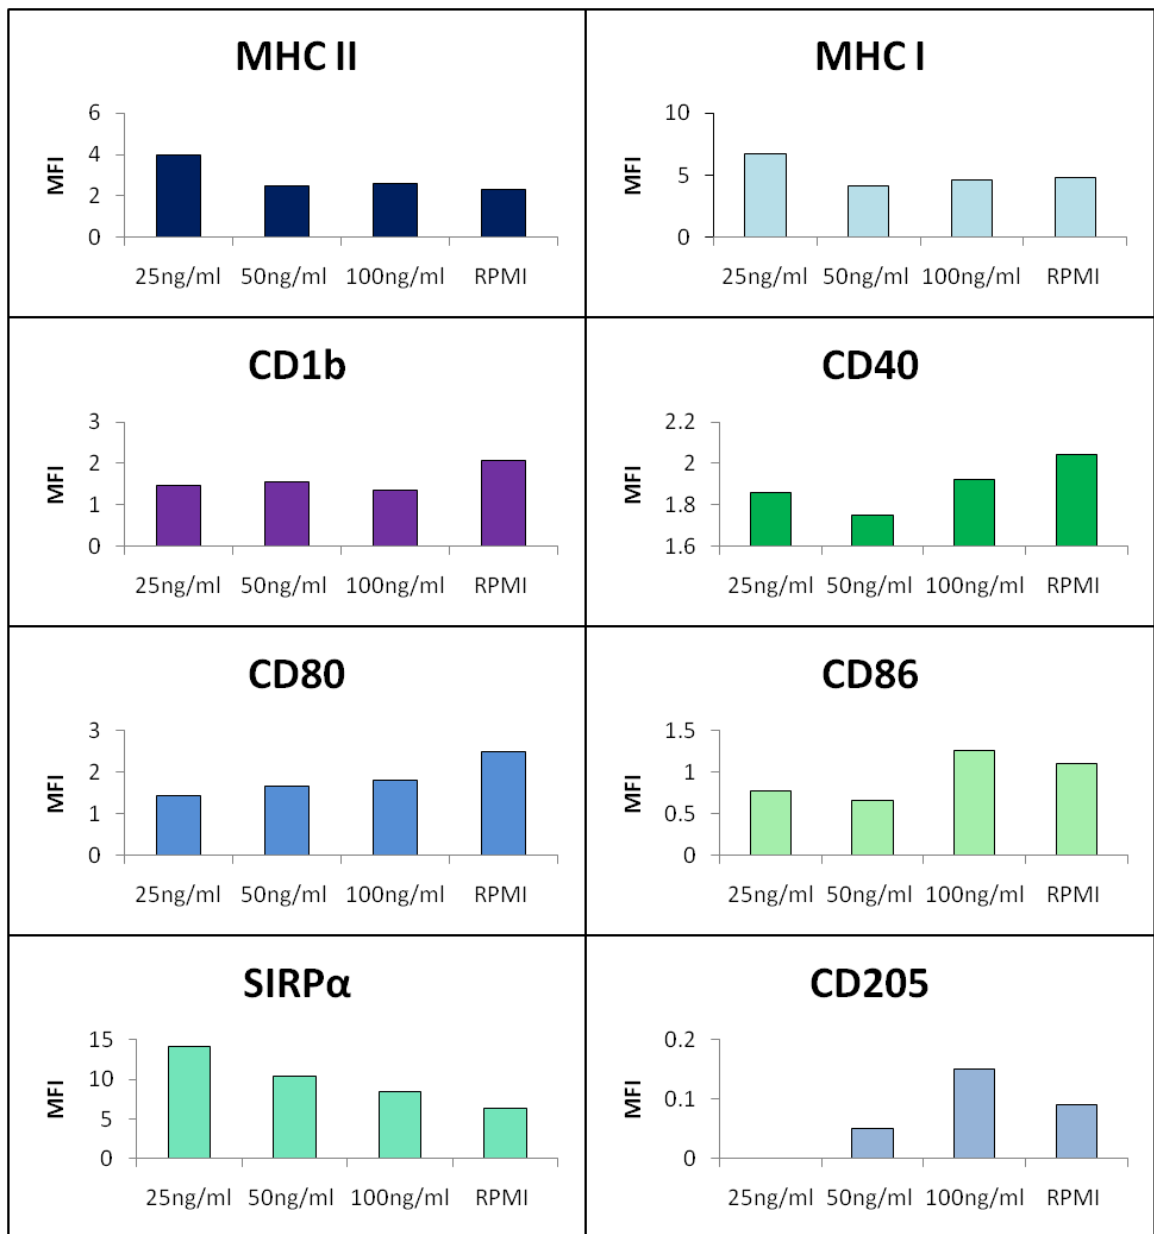 MHC II
MFI
6
4
2
0
25ng/ml 50ng/ml 100ng/ml RPMI
MHC I
MFI
10
5
0
25ng/ml 50ng/ml 100ng/ml RPMI
CD1b
MFI
3
2
1
0
25ng/ml 50ng/ml 100ng/ml RPMI
CD40
MFI
2.2
2
1.8
1.6
25ng/ml 50ng/ml 100ng/ml RPMI
CD80
MFI
3
2
1
0
25ng/ml 50ng/ml 100ng/ml RPMI
CD86
MFI
1.5
1
0.5
0
25ng/ml 50ng/ml 100ng/ml RPMI
SIRPα
MFI
15
10
5
0
25ng/ml 50ng/ml 100ng/ml RPMI
CD205
MFI
0.2
0.1
0
25ng/ml 50ng/ml 100ng/ml RPMI